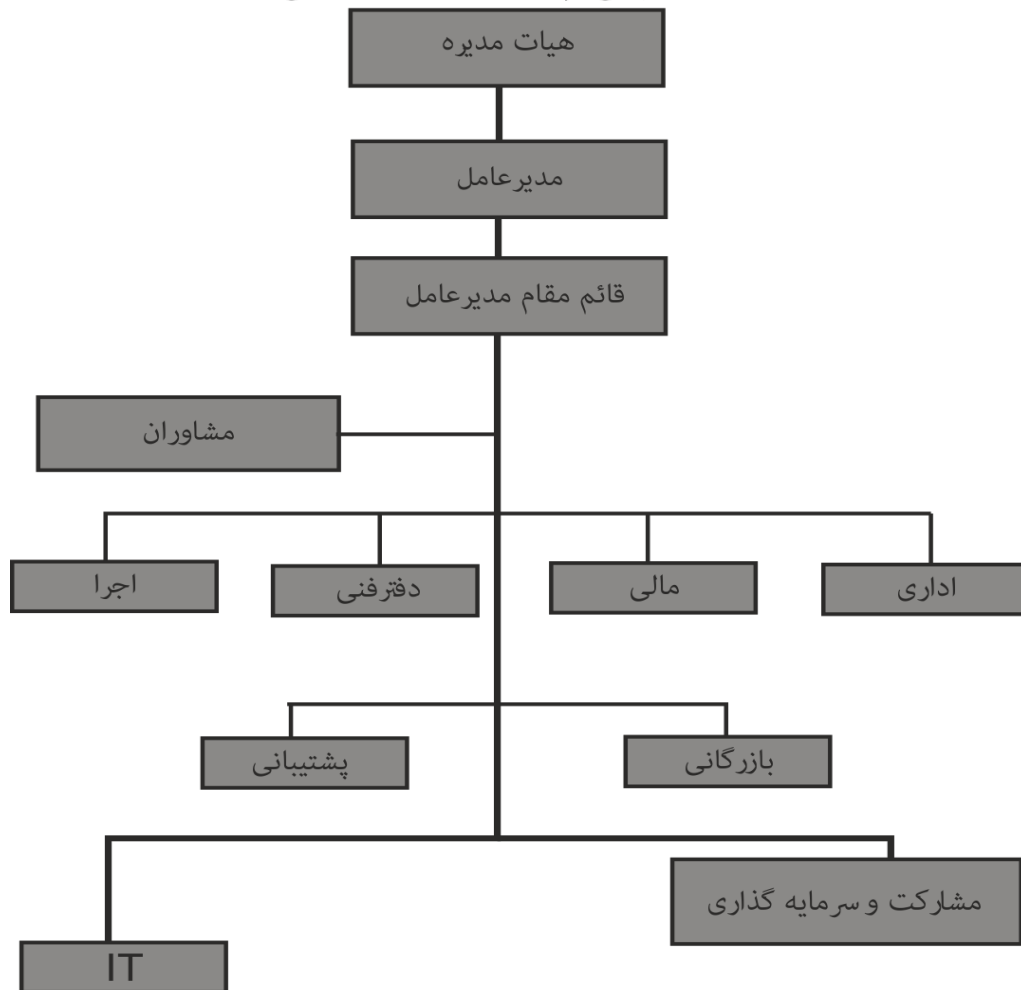 هیات مدیره
مدیرعامل
قائم مقام مدیرعامل
مشاوران
اداری
مالی
دفترفنی
اجرا
بازرگانی
پشتیبانی
مشارکت و سرمایه گذاری
IT